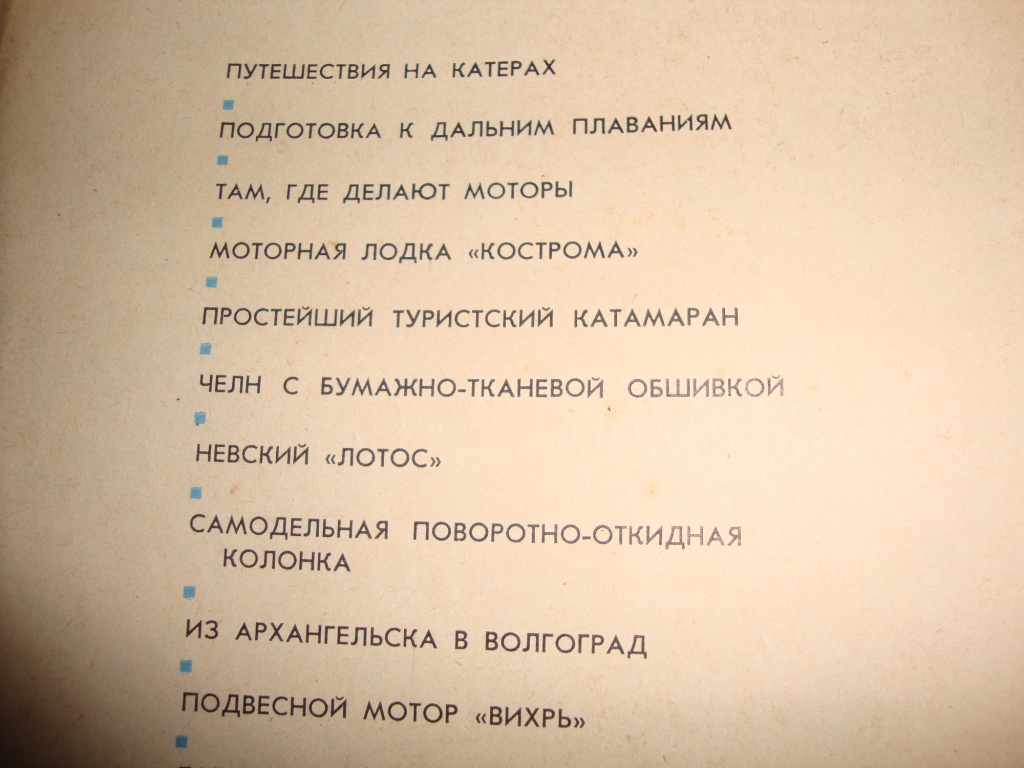 ПУТЕШЕСТВИЯ НА КАТЕРАХ
ПОДГОТОВКА К ДАЛЬНИМ ПЛАВАНИЯМ
ТАМ, ГДЕ ДЕЛАЮТ МОТОРЫ
МОТОРНАЯ ЛОДКА «КОСТРОМА»
ПРОСТЕЙШИЙ ТУРИСТСКИЙ КАТАМАРАН
ЧЕЛН С БУМАЖНО-ТКАНЕВОЙ ОБШИВКОЙ
НЕВСКИЙ «ЛОТОС»
САМОДЕЛЬНАЯ ПОВОРОТНО-ОТКИДНАЯ
КОЛОНКА
ИЗ АРХАНГЕЛЬСКА В ВОЛГОГРАД
ПОДВЕСНОЙ МОТОР «ВИХРЬ»